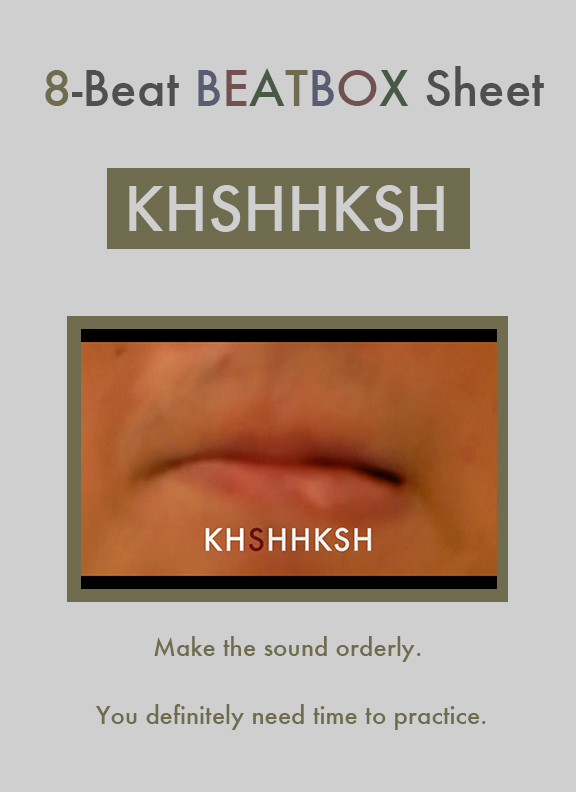 8-Beat BEATBOX Sheet
KHSHHKSH
KHSHHKSH
Make the sound orderly.
You definitely need time to practice.